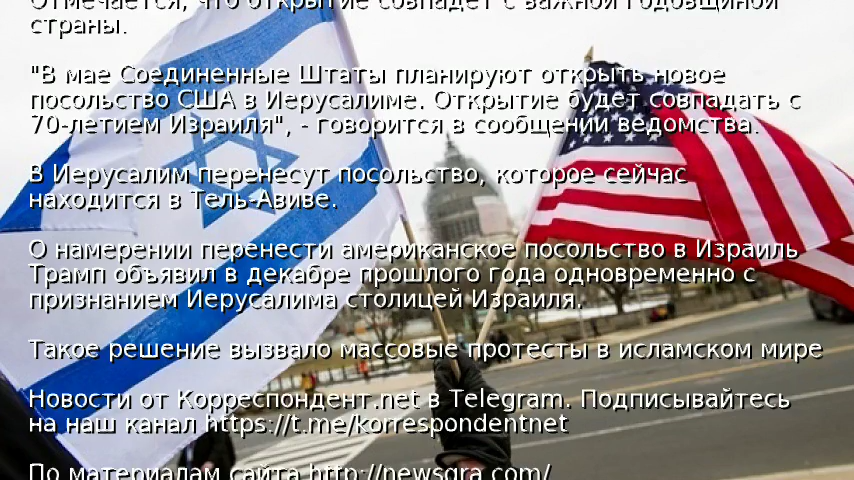 Отмечается, что открытие совпадет с важной годовщиной
страны.
"В мае Соединенные Штаты планируют открыть новое
посольство США в Иерусалиме. Открытие будет совпадать с
70-летием Израиля", - говорится в сообщении ведомства.
В Иерусалим перенесут посольство, которое сейчас
находится в Тель-Авиве.
О намерении перенести американское посольство в Израиль
Трамп объявил в декабре прошлого года одновременно с
признанием Иерусалима столицей Израиля.
Такое решение вызвало массовые протесты в исламском мире
Новости от Корреспондент.net в Telegram. Подписывайтесь
на наш канал https://t.me/korrespondentnet
По материалам сайта http://newsgra.com/